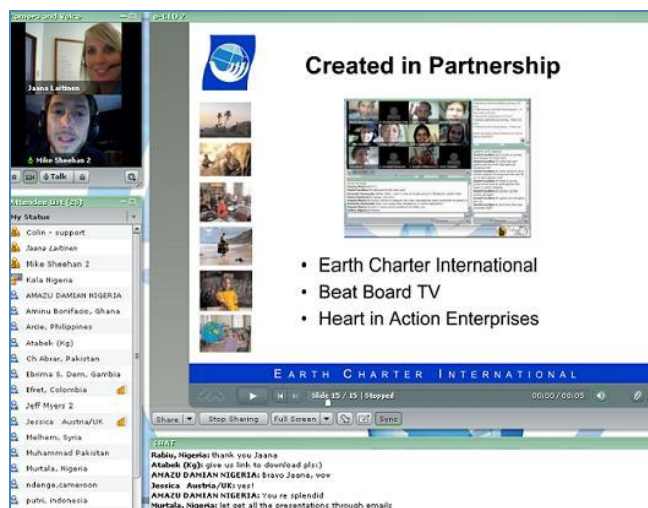 Camera and Voice
Jaana Laitinen
Mike Sheehan 2
Talk
Attendee List (25)
My Status
Colin - support
Jaana Laitinen
Mike Sheehan 2
Kola Nigeria
AMAZU DAMIAN NIGERIA
Aminu Bonifacio, Ghana
Arcie, Philippines
Atabek (Kg)
Ch Abrar, Pakistan
Ebrima S. Dem, Gambia
Efret, Colombia
Jeff Myers 2
Jessica Austria/UK
Melhem, Syria
Muhammad Pakistan
Murtala, Nigeria
ndenge,cameroon
putri, indonesia
Created in Partnership
• Earth Charter International
• Beat Board TV
• Heart in Action Enterprises
EARTH CHARTER INTERNATIONAL
Slide 15 / 15 | Stopped
00:00 / 00:05
Share
Stop Sharing
Full Screen
Sync
CHAT
Rabiu, Nigeria: thank you Jaana
Atabek (Kg): give us link to download pls:)
AMAZU DAMIAN NIGERIA: Bravo Jaana, vow
Jessica Austria/UK: yes!
AMAZU DAMIAN NIGERIA: You re splendid
Murtala, Nigeria: let get all the presentations through emails